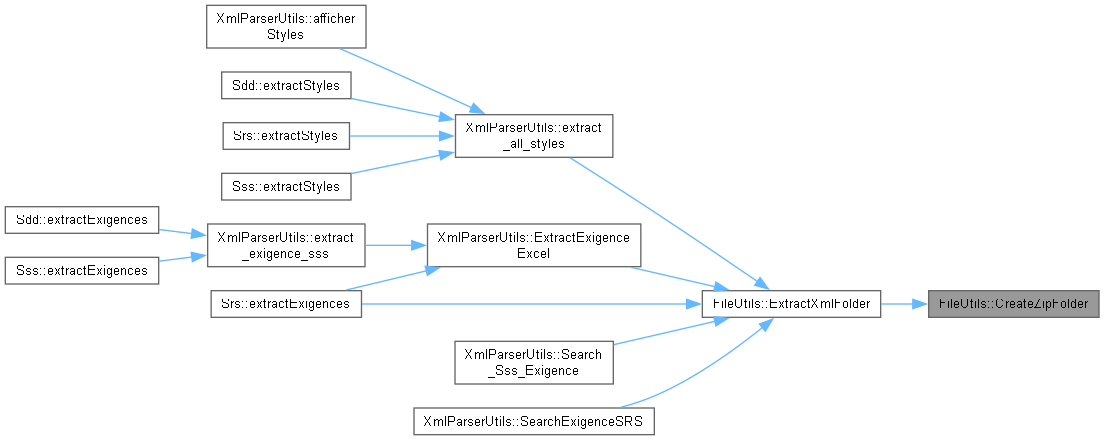 XmlParserUtils::afficher
Styles
Sdd::extractStyles
XmlParserUtils::extract
_all_styles
Srs::extractStyles
Sss::extractStyles
Sdd::extractExigences
XmlParserUtils::extract
_exigence_sss
XmlParserUtils::ExtractExigence
Excel
Sss::extractExigences
Srs::extractExigences
FileUtils::ExtractXmlFolder
FileUtils::CreateZipFolder
XmlParserUtils::Search
_Sss_Exigence
XmlParserUtils::SearchExigenceSRS